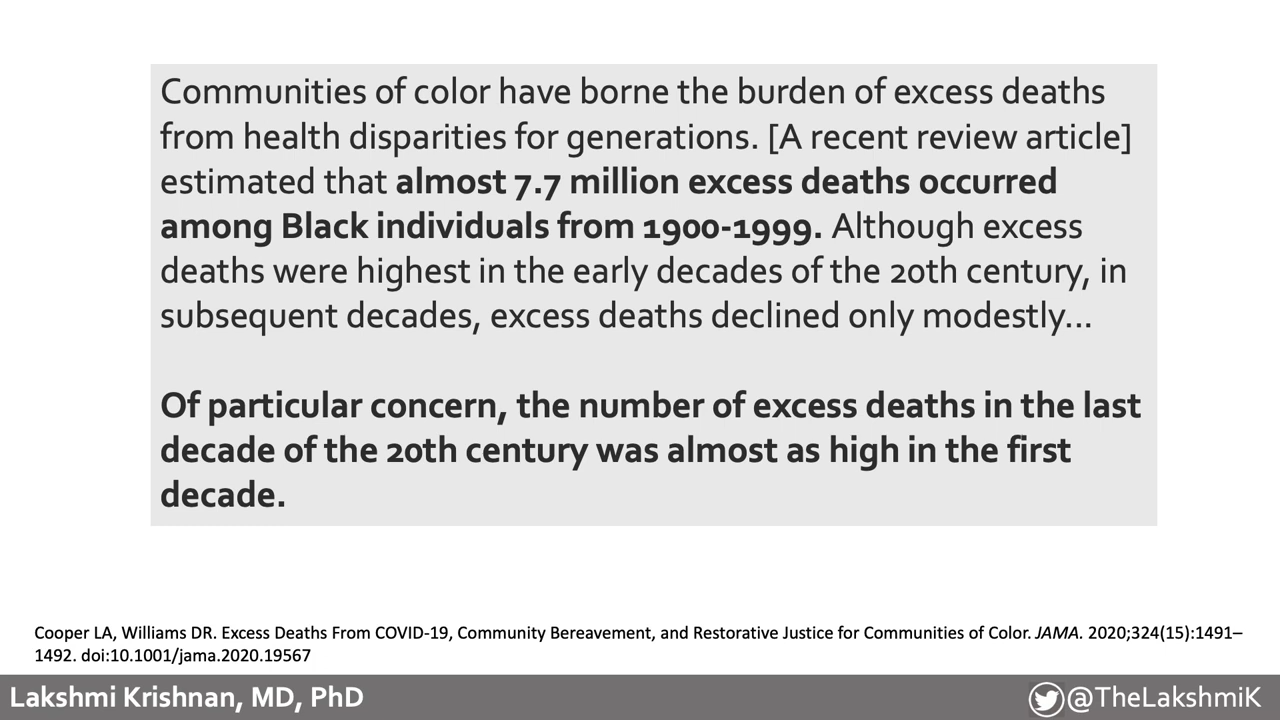 Communities of color have borne the burden of excess deaths
from health disparities for generations. [A recent review article]
estimated that almost 7.7 million excess deaths occurred
among Black individuals from 1900-1999. Although excess
deaths were highest in the early decades of the 20th century, in
subsequent decades, excess deaths declined only modestly...
Of particular concern, the number of excess deaths in the last
decade of the 20th century was almost as high in the first
decade.
Cooper LA, Williams DR. Excess Deaths From COVID-19, Community Bereavement, and Restorative Justice for Communities of Color. JAMA. 2020;324(15):1491–
1492. doi:10.1001/jama.2020.19567
Lakshmi Krishnan, MD, PhD
@TheLakshmiK